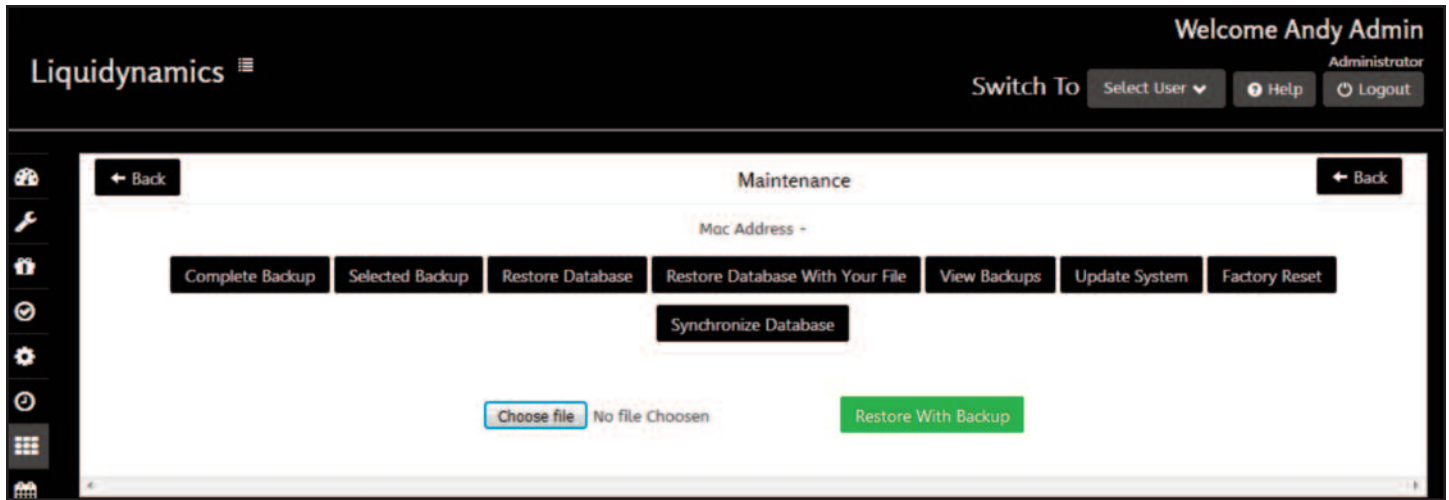 Welcome Andy Admin
Liquidynamics
Administrator
Switch To Select User Help Logout
Back Maintenance Back
Mac Address -
Complete Backup Selected Backup Restore Database Restore Database With Your File View Backups Update System Factory Reset
Synchronize Database
Choose file No file Choosen Restore With Backup